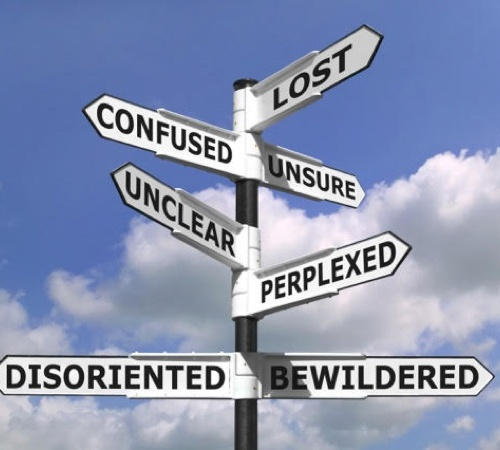 LOST
CONFUSED
UNSURE
UNCLEAR
PERPLEXED
DISORIENTED
BEWILDERED